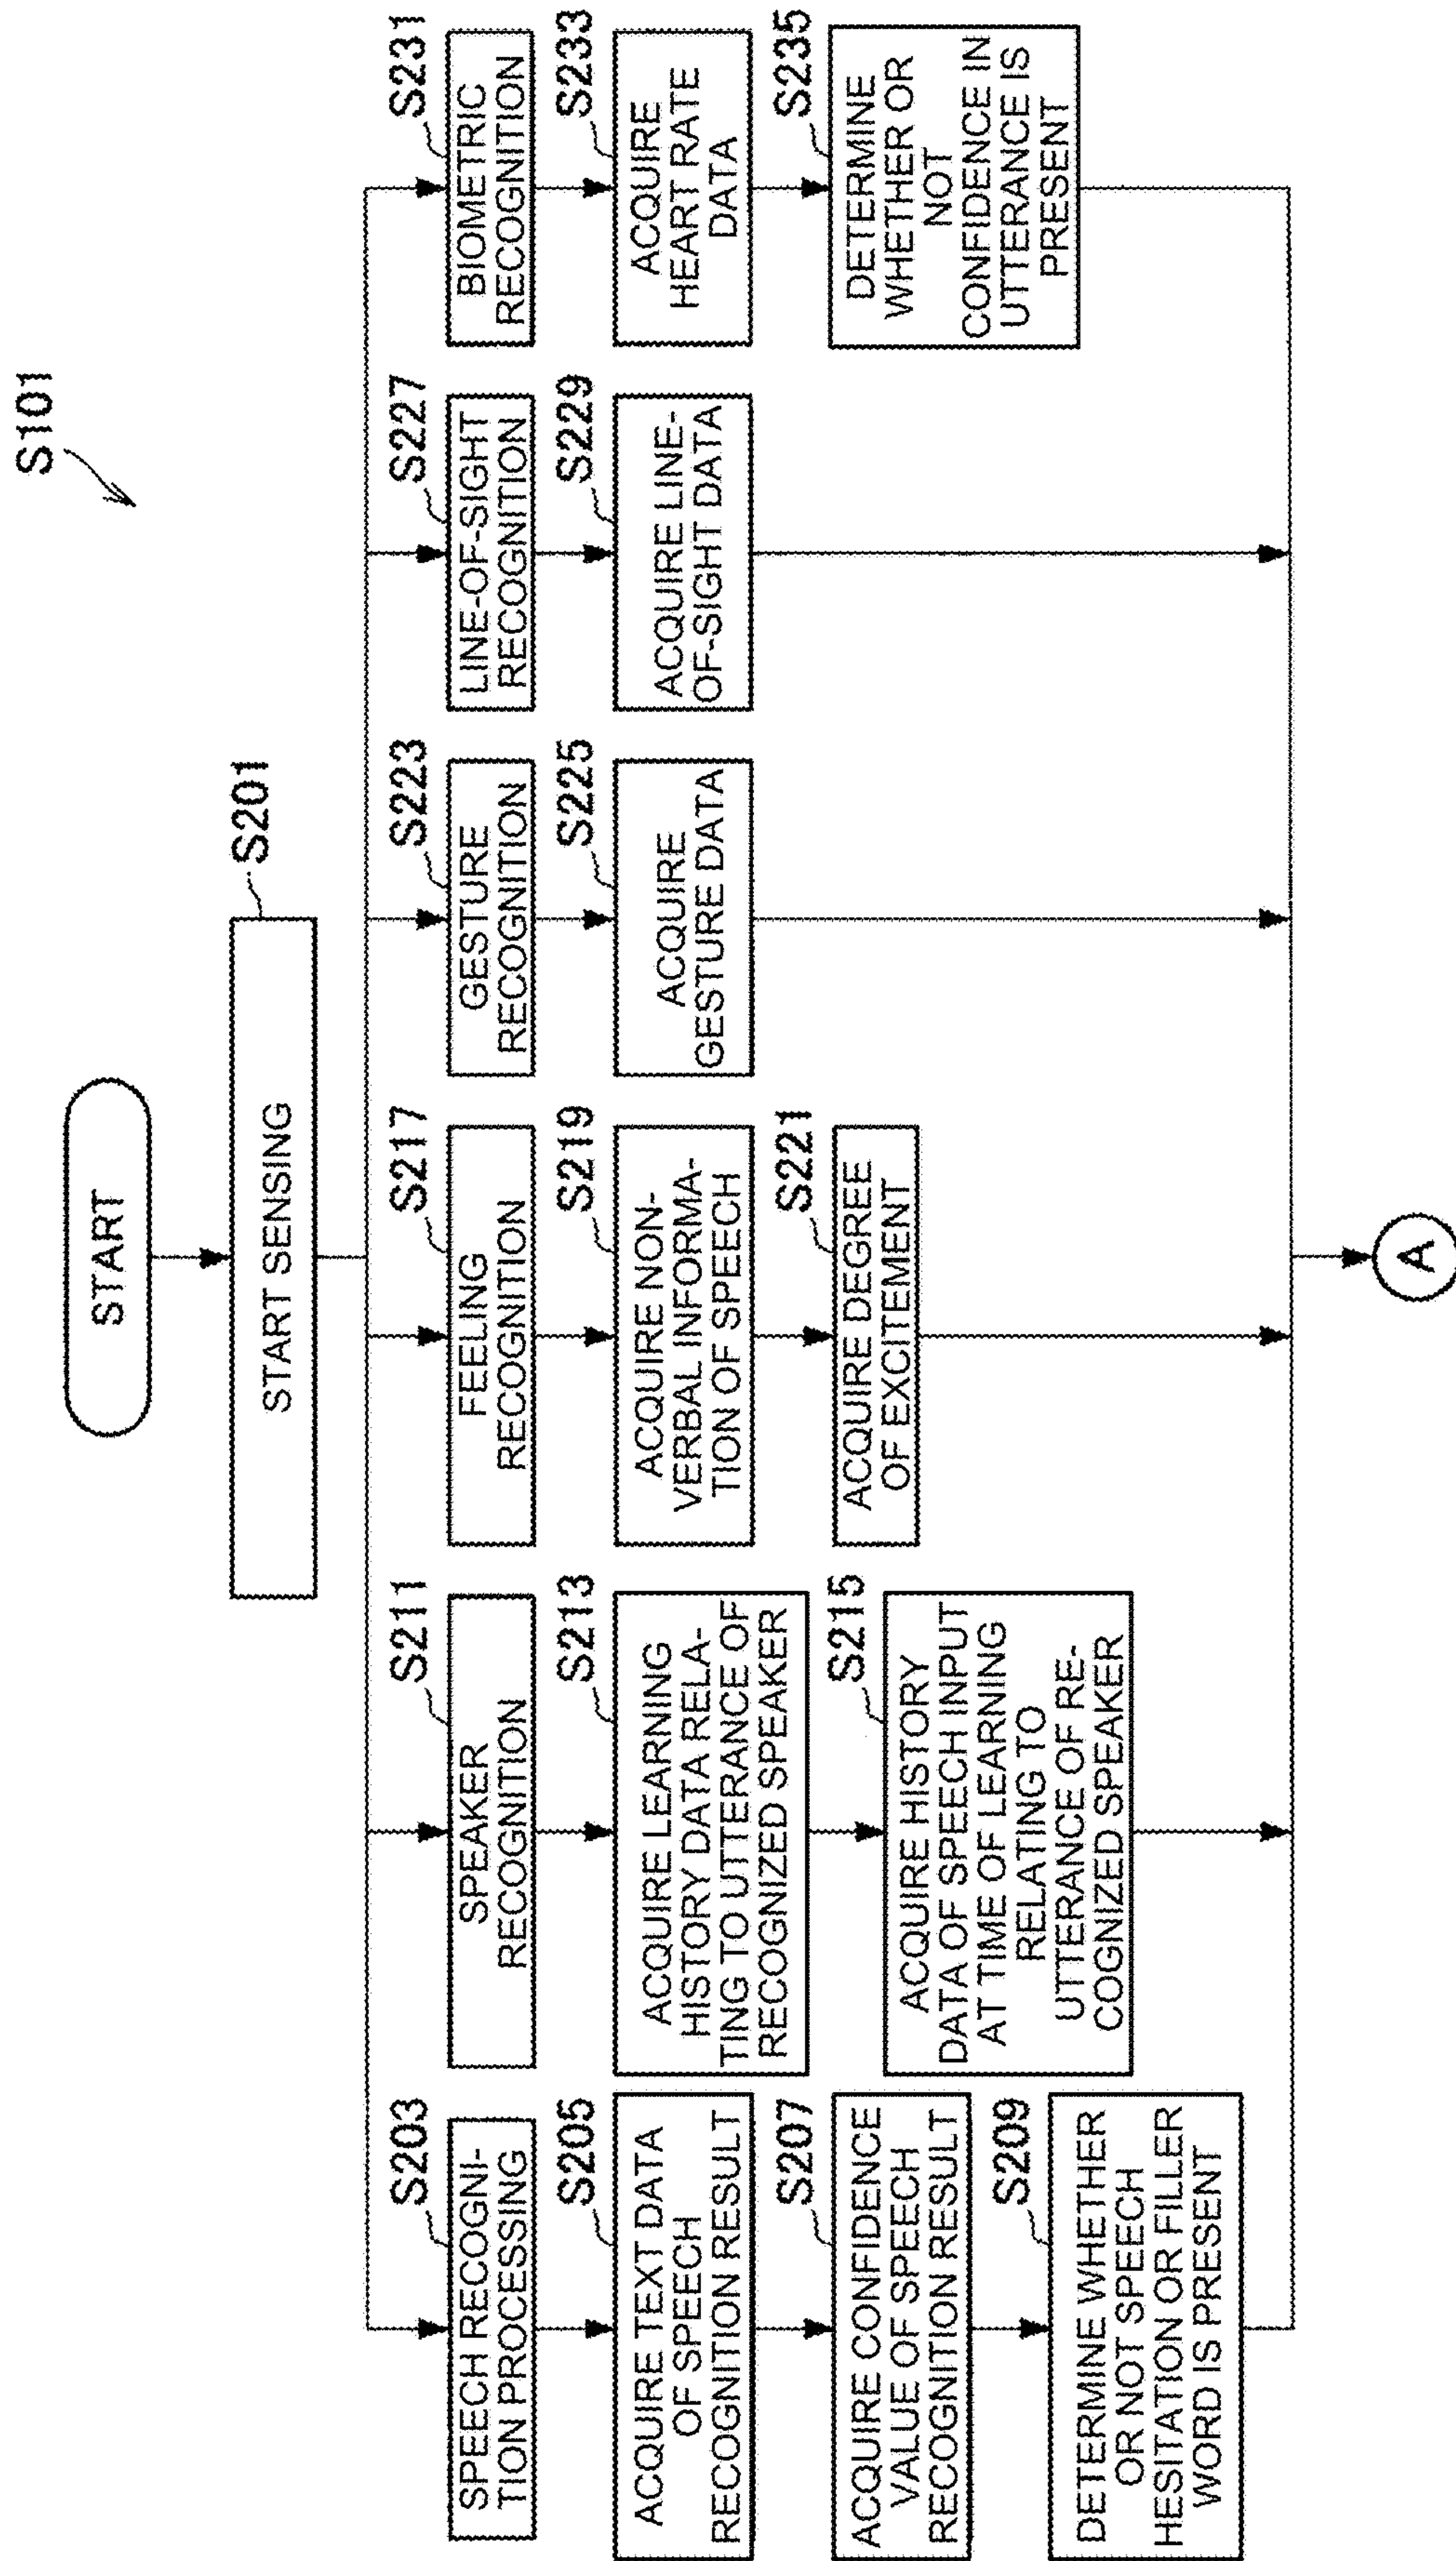 S101
START
S201
START SENSING
S203
SPEECH RECOGNI-
TION PROCESSING
S205
ACQUIRE TEXT DATA
OF SPEECH
RECOGNITION RESULT
S207
ACQUIRE CONFIDENCE
VALUE OF SPEECH
RECOGNITION RESULT
S209
DETERMINE WHETHER
OR NOT SPEECH
HESITATION OR FILLER
WORD IS PRESENT
S211
SPEAKER
RECOGNITION
S213
ACQUIRE LEARNING
HISTORY DATA RELA-
TING TO UTTERANCE OF
RECOGNIZED SPEAKER
S215
ACQUIRE HISTORY
DATA OF SPEECH INPUT
AT TIME OF LEARNING
RELATING TO
UTTERANCE OF RE-
COGNIZED SPEAKER
S217
FEELING
RECOGNITION
S219
ACQUIRE NON-
VERBAL INFORMA-
TION OF SPEECH
S221
ACQUIRE DEGREE
OF EXCITEMENT
S223
GESTURE
RECOGNITION
S225
ACQUIRE
GESTURE DATA
S227
LINE-OF-SIGHT
RECOGNITION
S229
ACQUIRE LINE-
OF-SIGHT DATA
S231
BIOMETRIC
RECOGNITION
S233
ACQUIRE
HEART RATE
DATA
S235
DETERMINE
WHETHER OR
NOT
CONFIDENCE IN
UTTERANCE IS
PRESENT
A